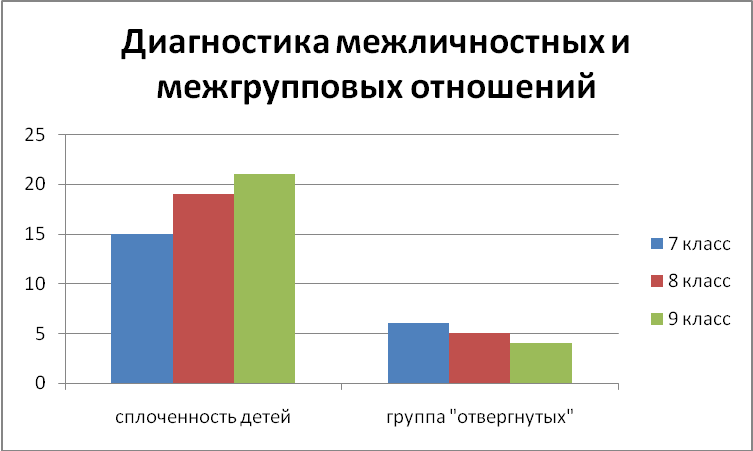 Диагностика межличностных и
межгрупповых отношений
25
20
15
10
5
0
сплоченность детей
группа "отвергнутых"
7 класс
8 класс
9 класс